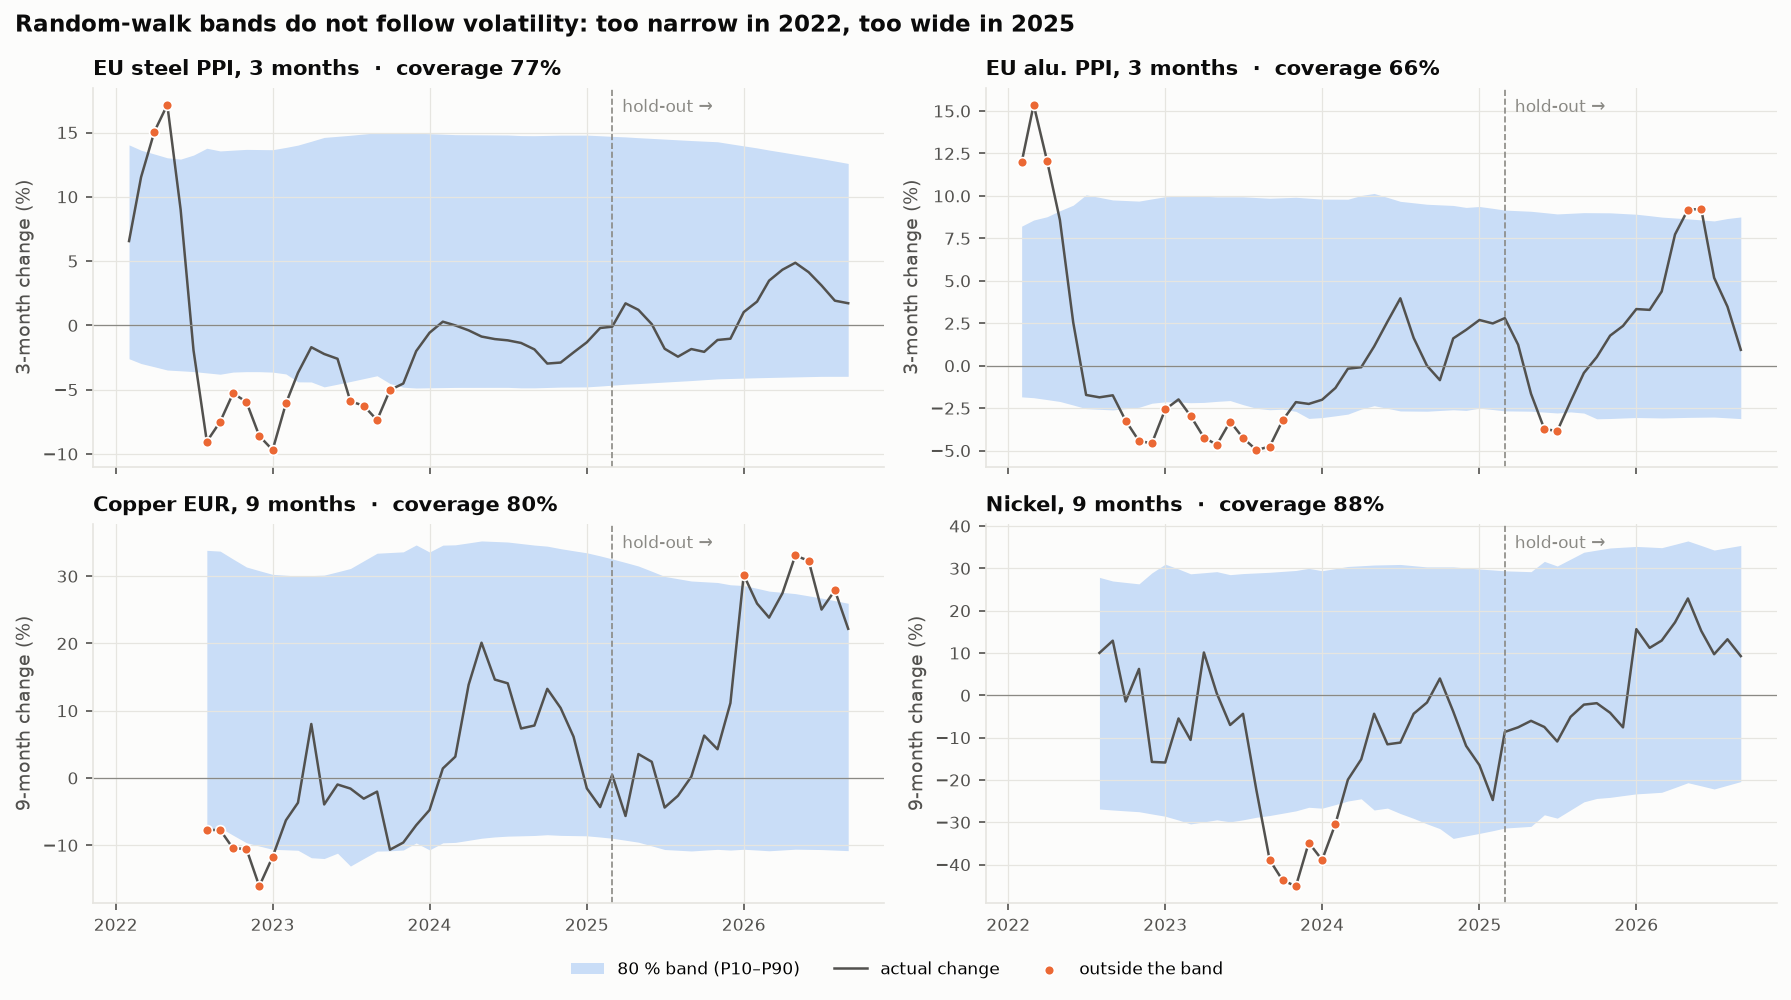 Random-walk bands do not follow volatility: too narrow in 2022, too wide in 2025
EU steel PPI, 3 months · coverage 77%
3-month change (%)
15
10
5
0
−5
−10
hold-out →
EU alu. PPI, 3 months · coverage 66%
3-month change (%)
15.0
12.5
10.0
7.5
5.0
2.5
0.0
−2.5
−5.0
hold-out →
Copper EUR, 9 months · coverage 80%
9-month change (%)
30
20
10
0
−10
hold-out →
2022 2023 2024 2025 2026
Nickel, 9 months · coverage 88%
9-month change (%)
40
30
20
10
0
−10
−20
−30
−40
hold-out →
2022 2023 2024 2025 2026
80 % band (P10–P90) actual change outside the band